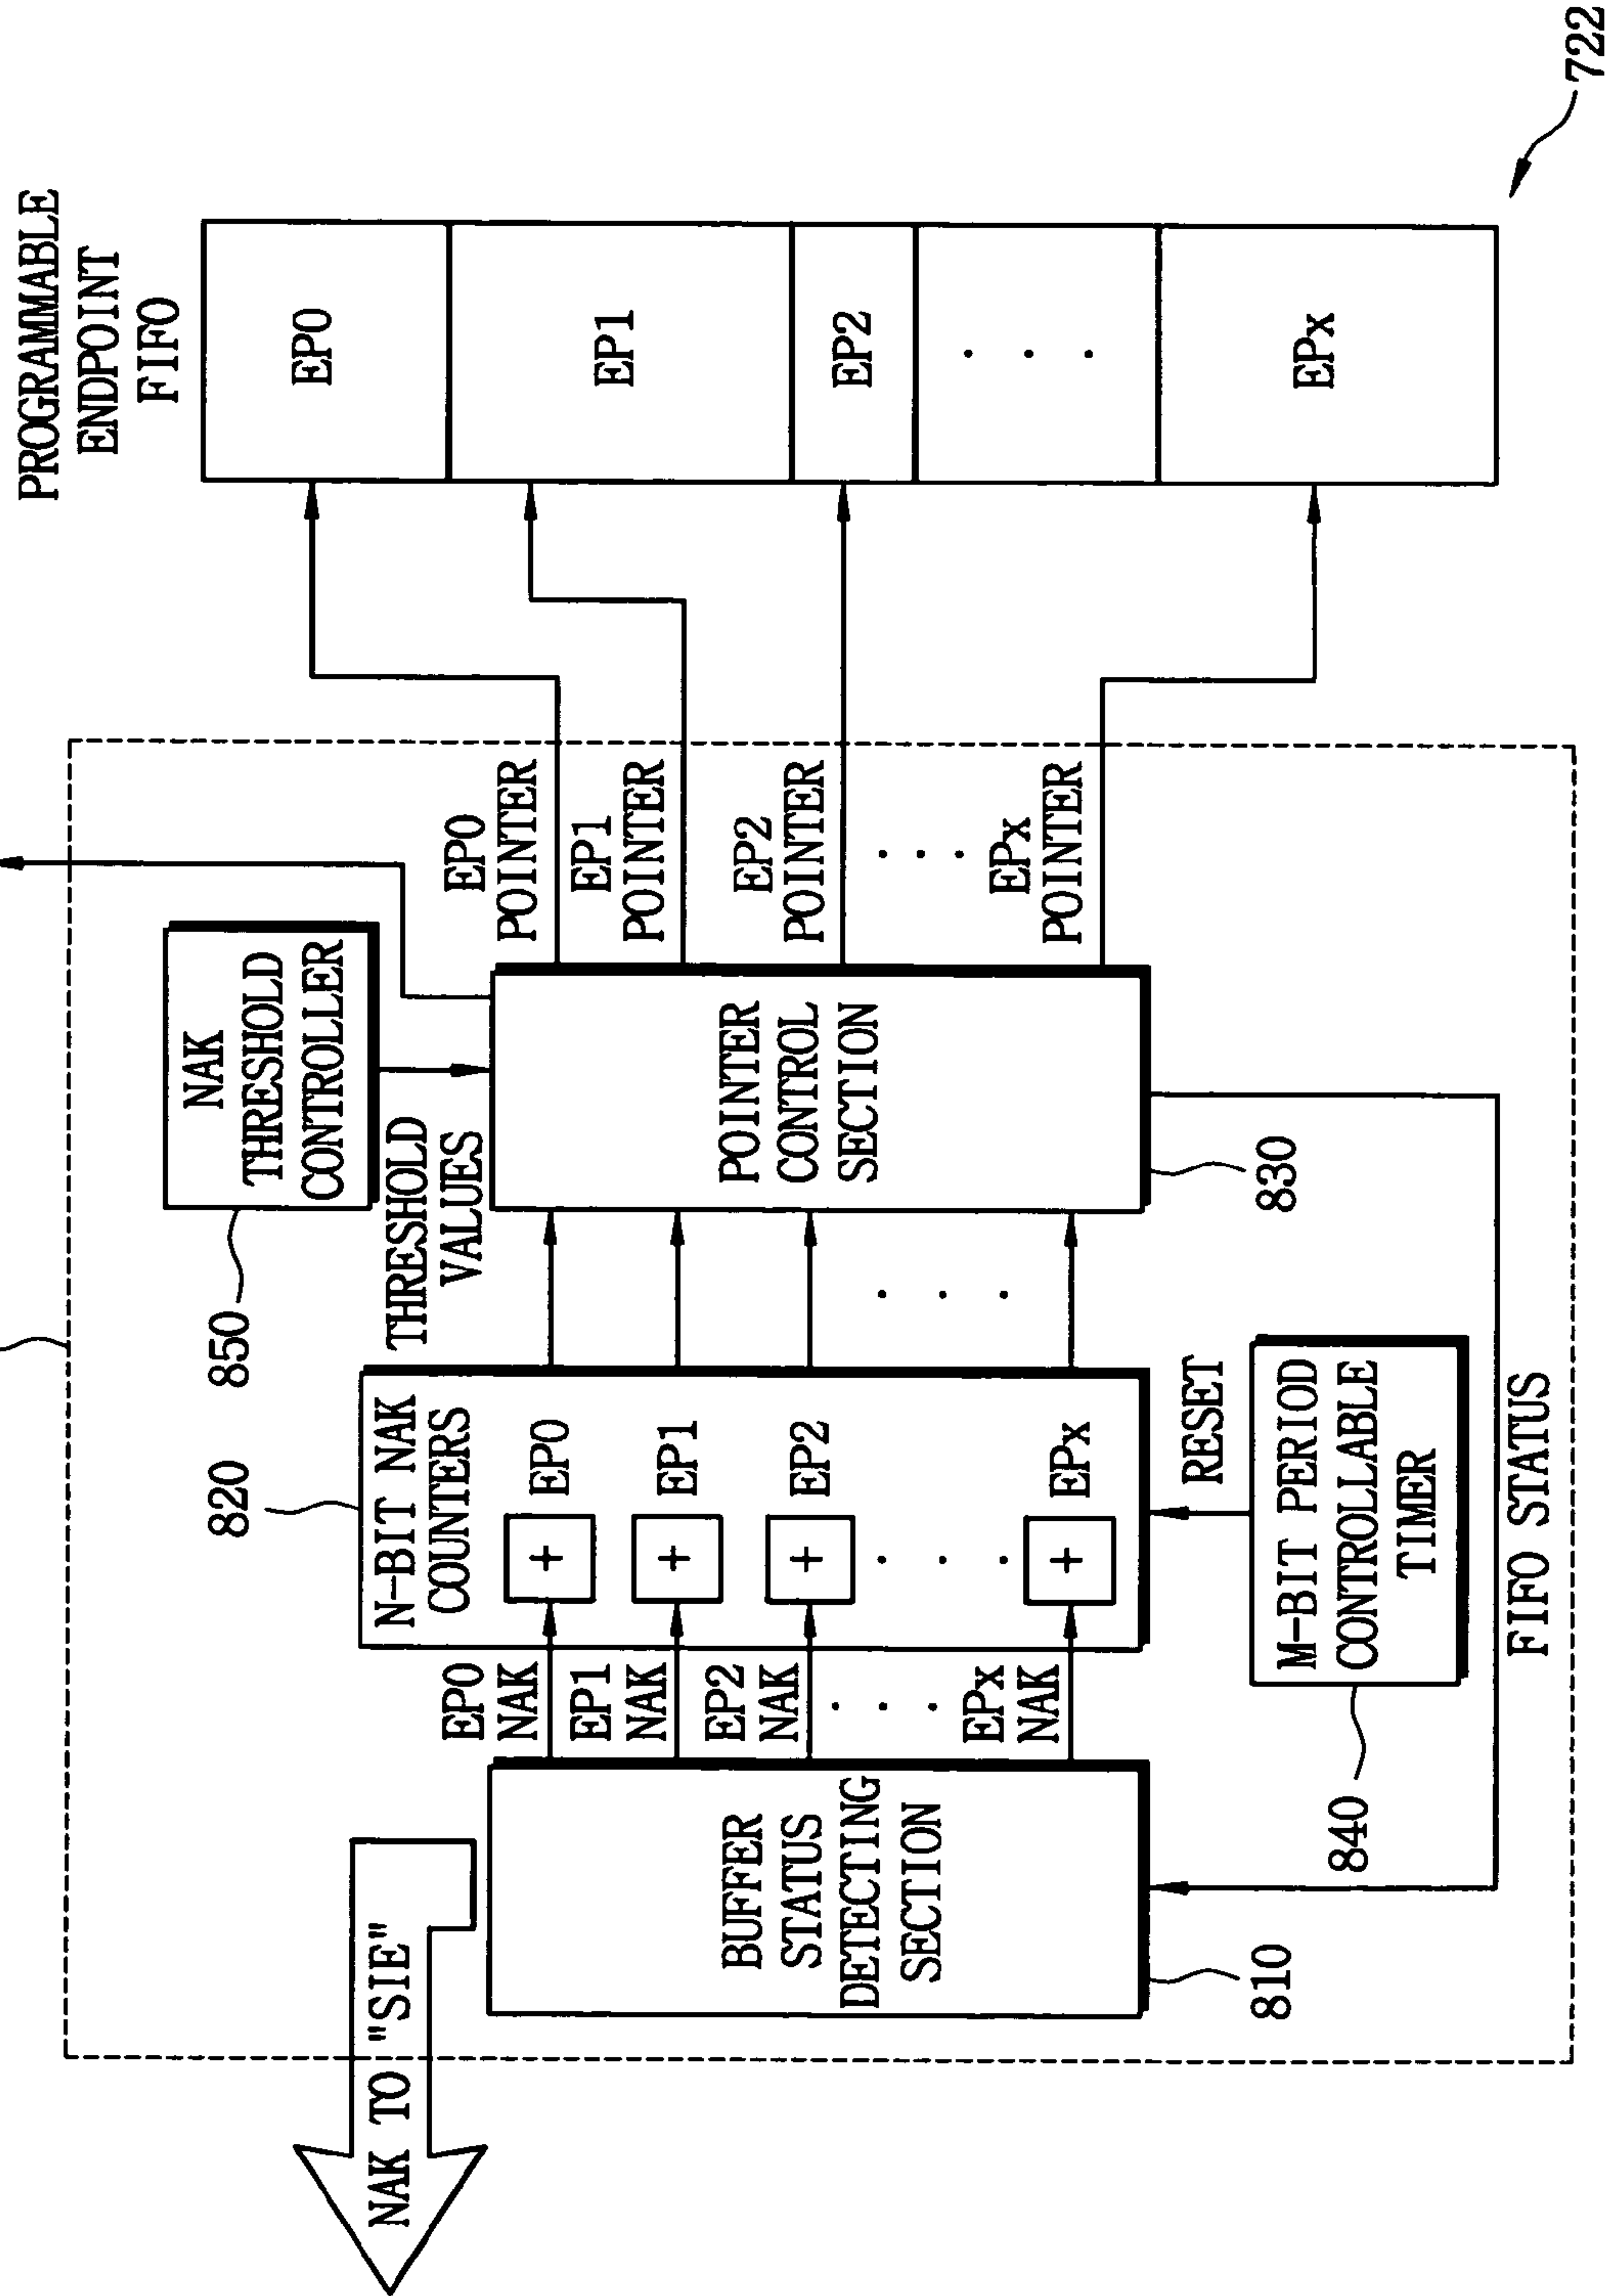 NAK TO "SIE"
BUFFER
STATUS
DETECTING
SECTION
810
EP0
NAK
EP1
NAK
EP2
NAK
. . .
EPx
NAK
820
N-BIT NAK
COUNTERS
+ EP0
+ EP1
+ EP2
. . .
+ EPx
RESET
M-BIT PERIOD
CONTROLLABLE
TIMER
840
FIFO STATUS
850
NAK
THRESHOLD
CONTROLLER
THRESHOLD
VALUES
. . .
POINTER
CONTROL
SECTION
830
EP0
POINTER
EP1
POINTER
EP2
POINTER
. . .
EPx
POINTER
PROGRAMMABLE
ENDPOINT
FIFO
EP0
EP1
EP2
. . .
EPx
722